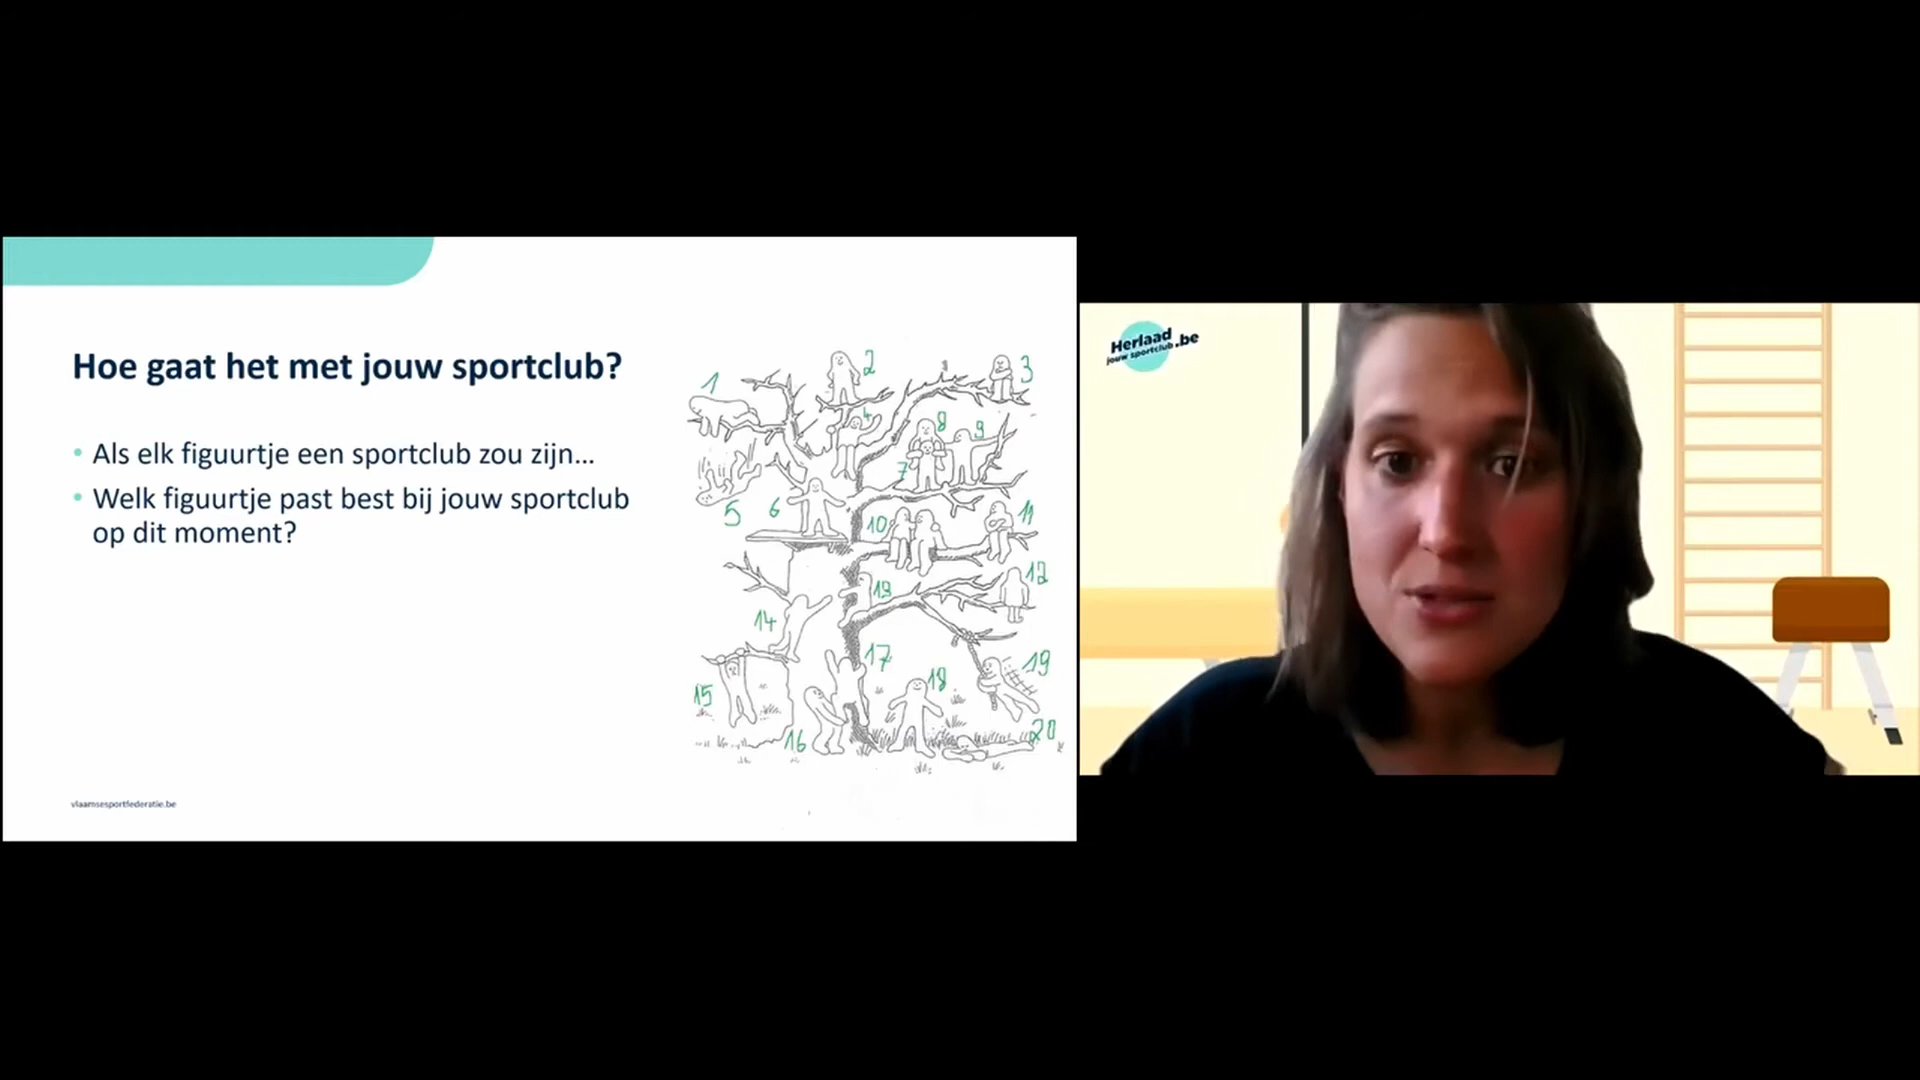 Hoe gaat het met jouw sportclub?
• Als elk figuurtje een sportclub zou zijn...
• Welk figuurtje past best bij jouw sportclub
op dit moment?
1
2
3
4
8
9
7
5
6
10
11
12
13
14
17
15
18
19
16
20
vlaamsesportfederatie.be
Herlaad
jouw sportclub.be